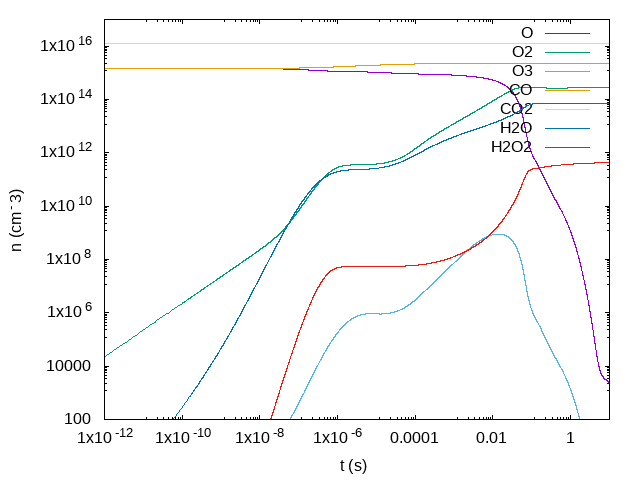 1x10 16
1x10 14
1x10 12
1x10 10
1x10 8
1x10 6
10000
100
n (cm-3)
O
O2
O3
CO
CO2
H2O
H2O2
1x10 -12
1x10 -10
1x10 -8
1x10 -6
0.0001
0.01
1
t (s)